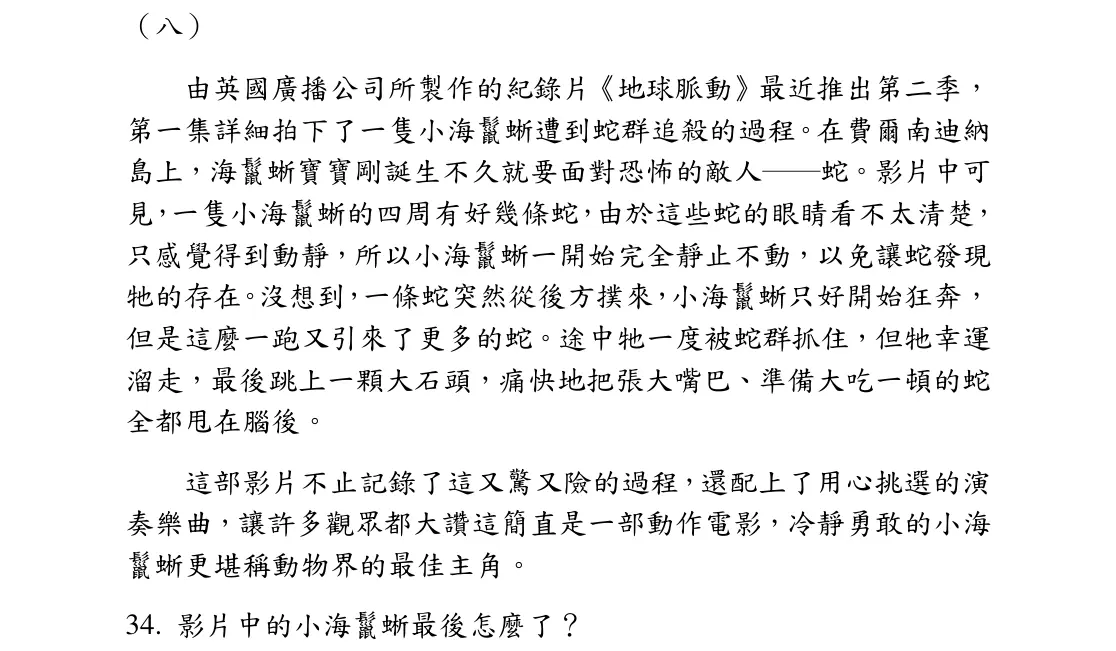 （八）
由英國廣播公司所製作的紀錄片《地球脈動》最近推出第二季，
第一集詳細拍下了一隻小海鬣蜥遭到蛇群追殺的過程。在費爾南迪納
島上，海鬣蜥寶寶剛誕生不久就要面對恐怖的敵人──蛇。影片中可
見，一隻小海鬣蜥的四周有好幾條蛇，由於這些蛇的眼睛看不太清楚，
只感覺得到動靜，所以小海鬣蜥一開始完全靜止不動，以免讓蛇發現
牠的存在。沒想到，一條蛇突然從後方撲來，小海鬣蜥只好開始狂奔，
但是這麼一跑又引來了更多的蛇。途中牠一度被蛇群抓住，但牠幸運
溜走，最後跳上一顆大石頭，痛快地把張大嘴巴、準備大吃一頓的蛇
全都甩在腦後。
這部影片不止記錄了這又驚又險的過程，還配上了用心挑選的演
奏樂曲，讓許多觀眾都大讚這簡直是一部動作電影，冷靜勇敢的小海
鬣蜥更堪稱動物界的最佳主角。
34. 影片中的小海鬣蜥最後怎麼了？